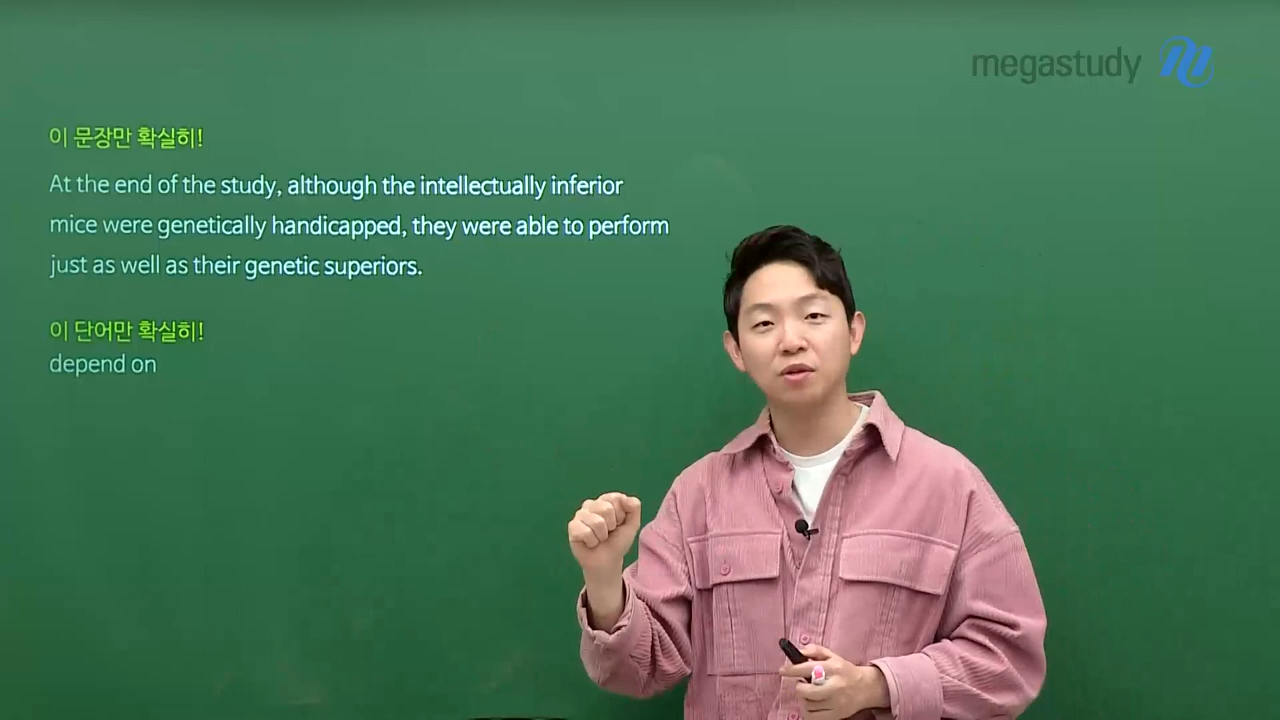 megastudy
이 문장만 확실히!
At the end of the study, although the intellectually inferior
mice were genetically handicapped, they were able to perform
just as well as their genetic superiors.
이 단어만 확실히!
depend on